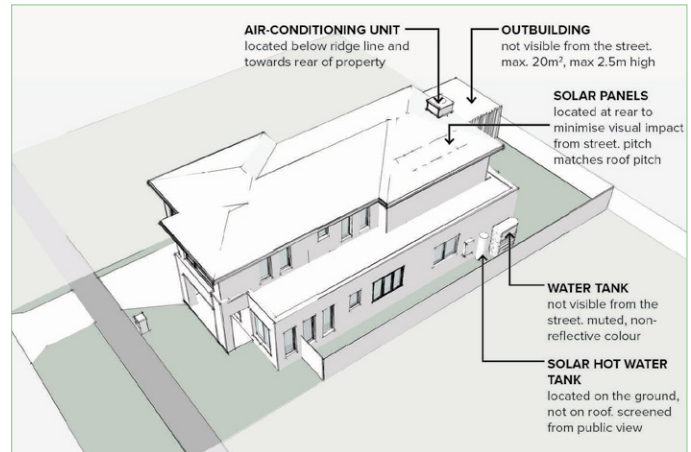 AIR-CONDITIONING UNIT
located below ridge line and
towards rear of property
OUTBUILDING
not visible from the street.
max. 20m², max 2.5m high
SOLAR PANELS
located at rear to
minimise visual impact
from street. pitch
matches roof pitch
WATER TANK
not visible from the
street. muted, non-
reflective colour
SOLAR HOT WATER
TANK
located on the ground,
not on roof. screened
from public view